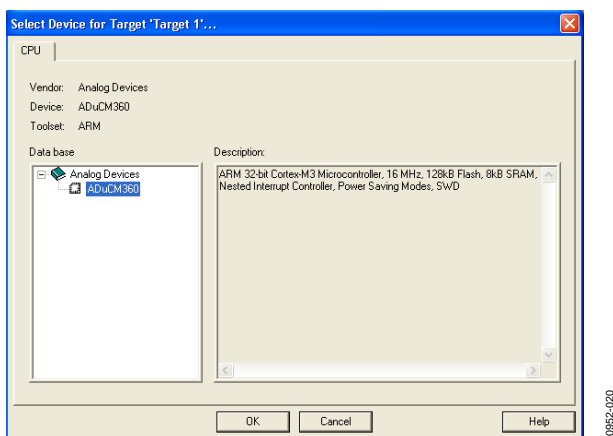 Select Device for Target 'Target 1'...
CPU
Vendor: Analog Devices
Device: ADuCM360
Toolset: ARM
Data base
Description:
Analog Devices
ADuCM360
ARM 32-bit Cortex-M3 Microcontroller, 16 MHz, 128kB Flash, 8kB SRAM,
Nested Interrupt Controller, Power Saving Modes, SWD
OK
Cancel
Help
0952-020